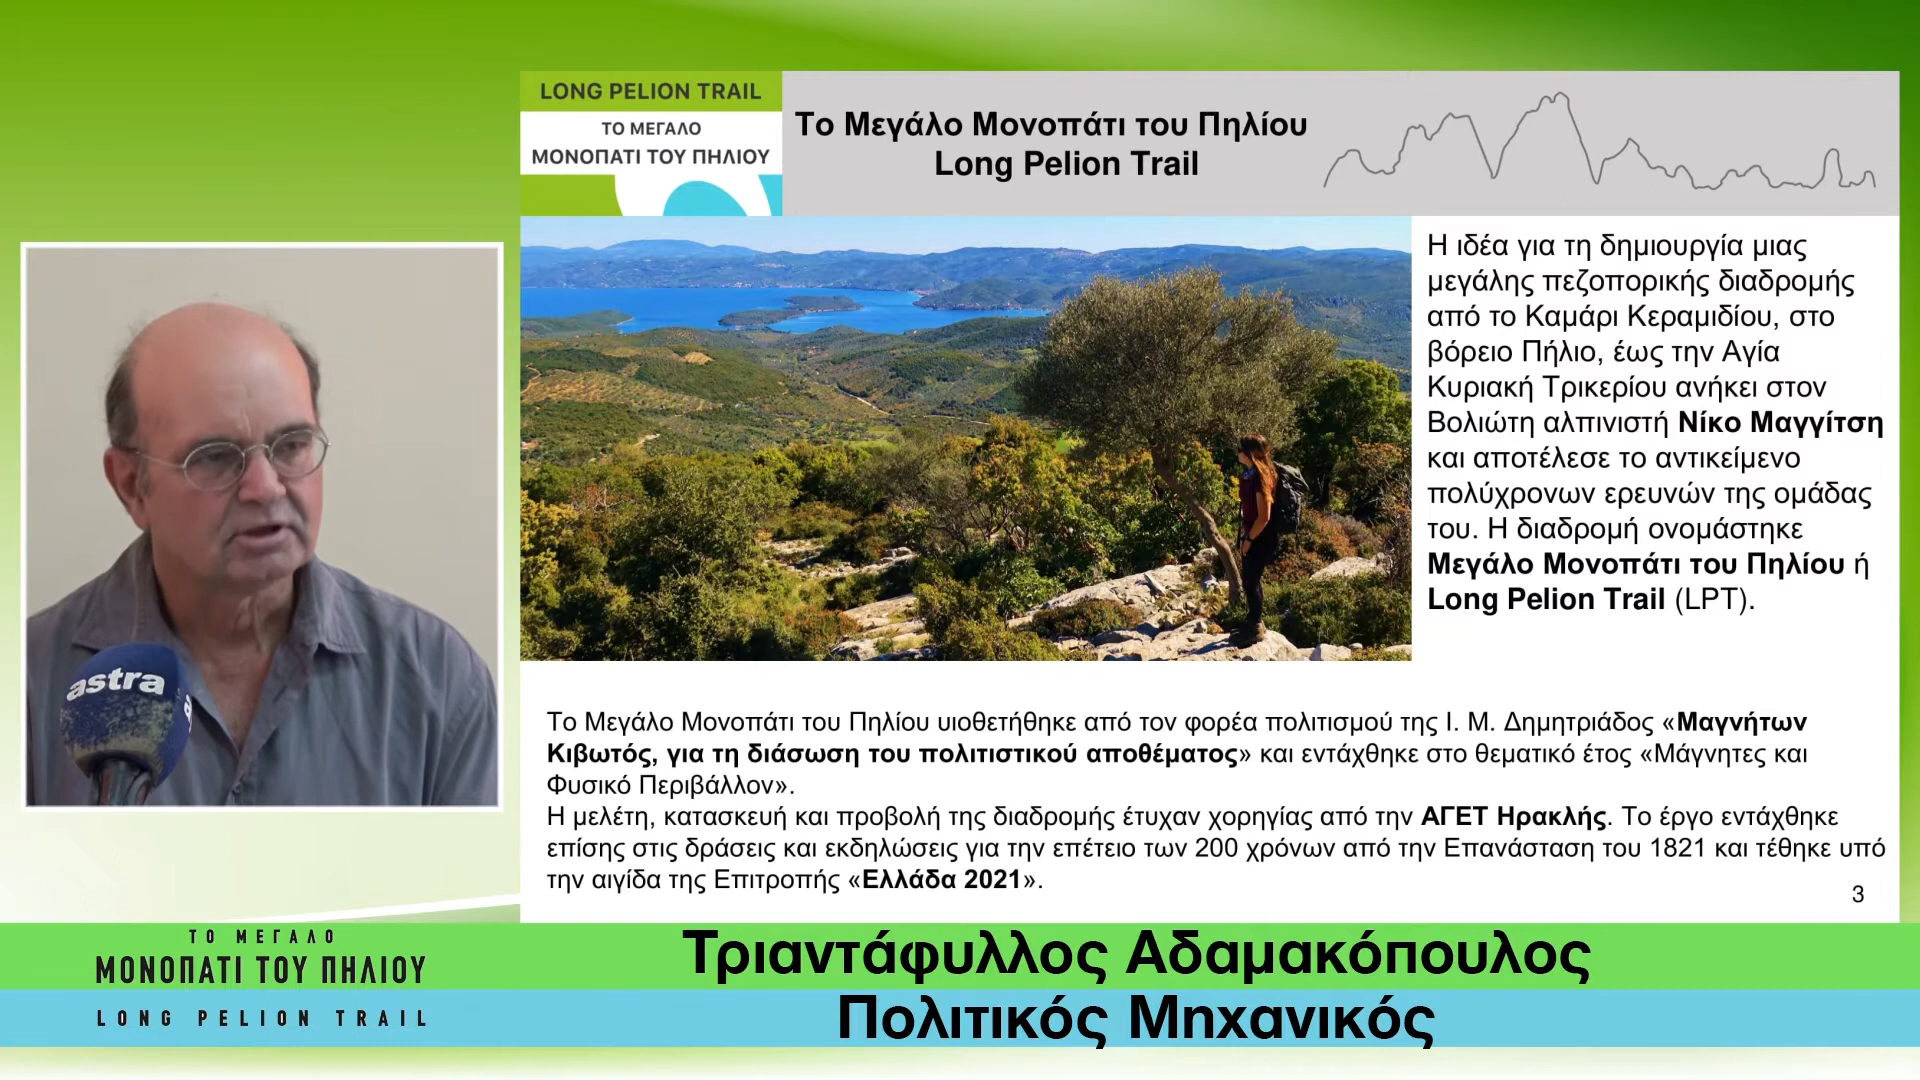 LONG PELION TRAIL
ΤΟ ΜΕΓΑΛΟ
ΜΟΝΟΠΑΤΙ ΤΟΥ ΠΗΛΙΟΥ
Το Μεγάλο Μονοπάτι του Πηλίου
Long Pelion Trail
Η ιδέα για τη δημιουργία μιας
μεγάλης πεζοπορικής διαδρομής
από το Καμάρι Κεραμιδίου, στο
βόρειο Πήλιο, έως την Αγία
Κυριακή Τρικερίου ανήκει στον
Βολιώτη αλπινιστή Νίκο Μαγγίτση
και αποτέλεσε το αντικείμενο
πολύχρονων ερευνών της ομάδας
του. Η διαδρομή ονομάστηκε
Μεγάλο Μονοπάτι του Πηλίου ή
Long Pelion Trail (LPT).
astra
Το Μεγάλο Μονοπάτι του Πηλίου υιοθετήθηκε από τον φορέα πολιτισμού της Ι. Μ. Δημητριάδος «Μαγνήτων
Κιβωτός, για τη διάσωση του πολιτιστικού αποθέματος» και εντάχθηκε στο θεματικό έτος «Μάγνητες και
Φυσικό Περιβάλλον».
Η μελέτη, κατασκευή και προβολή της διαδρομής έτυχαν χορηγίας από την ΑΓΕΤ Ηρακλής. Το έργο εντάχθηκε
επίσης στις δράσεις και εκδηλώσεις για την επέτειο των 200 χρόνων από την Επανάσταση του 1821 και τέθηκε υπό
την αιγίδα της Επιτροπής «Ελλάδα 2021».
3
ΤΟ ΜΕΓΑΛΟ
ΜΟΝΟΠΑΤΙ ΤΟΥ ΠΗΛΙΟΥ
LONG PELION TRAIL
Τριαντάφυλλος Αδαμακόπουλος
Πολιτικός Μηχανικός